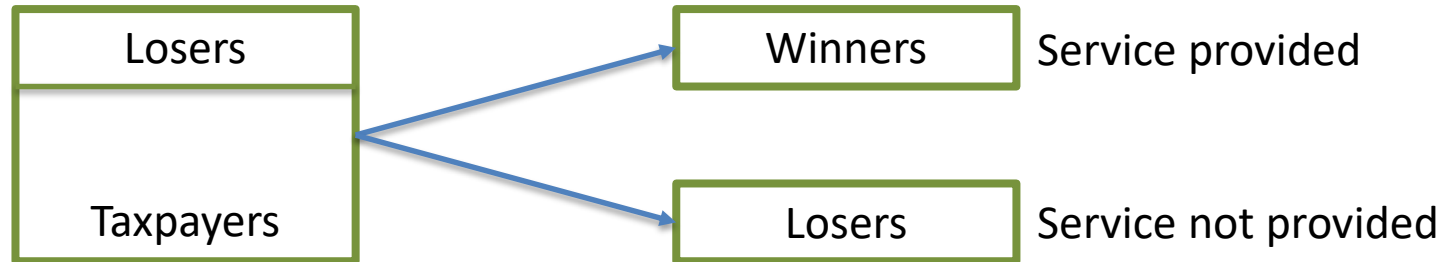 Losers
Winners
Service provided
Taxpayers
Losers
Service not provided